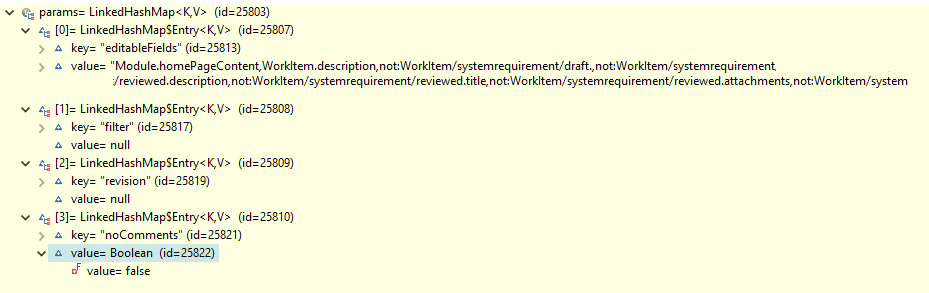 params= LinkedHashMap<K,V>  (id=25803)
[0]= LinkedHashMap$Entry<K,V>  (id=25807)
key= "editableFields" (id=25813)
value= "Module.homePageContent,WorkItem.description,not:WorkItem/systemrequirement/draft.,not:WorkItem/systemrequirement,
/reviewed.description,not:WorkItem/systemrequirement/reviewed.title,not:WorkItem/systemrequirement/reviewed.attachments,not:WorkItem/system
[1]= LinkedHashMap$Entry<K,V>  (id=25808)
key= "filter" (id=25817)
value= null
[2]= LinkedHashMap$Entry<K,V>  (id=25809)
key= "revision" (id=25819)
value= null
[3]= LinkedHashMap$Entry<K,V>  (id=25810)
key= "noComments" (id=25821)
value= Boolean  (id=25822)
value= false